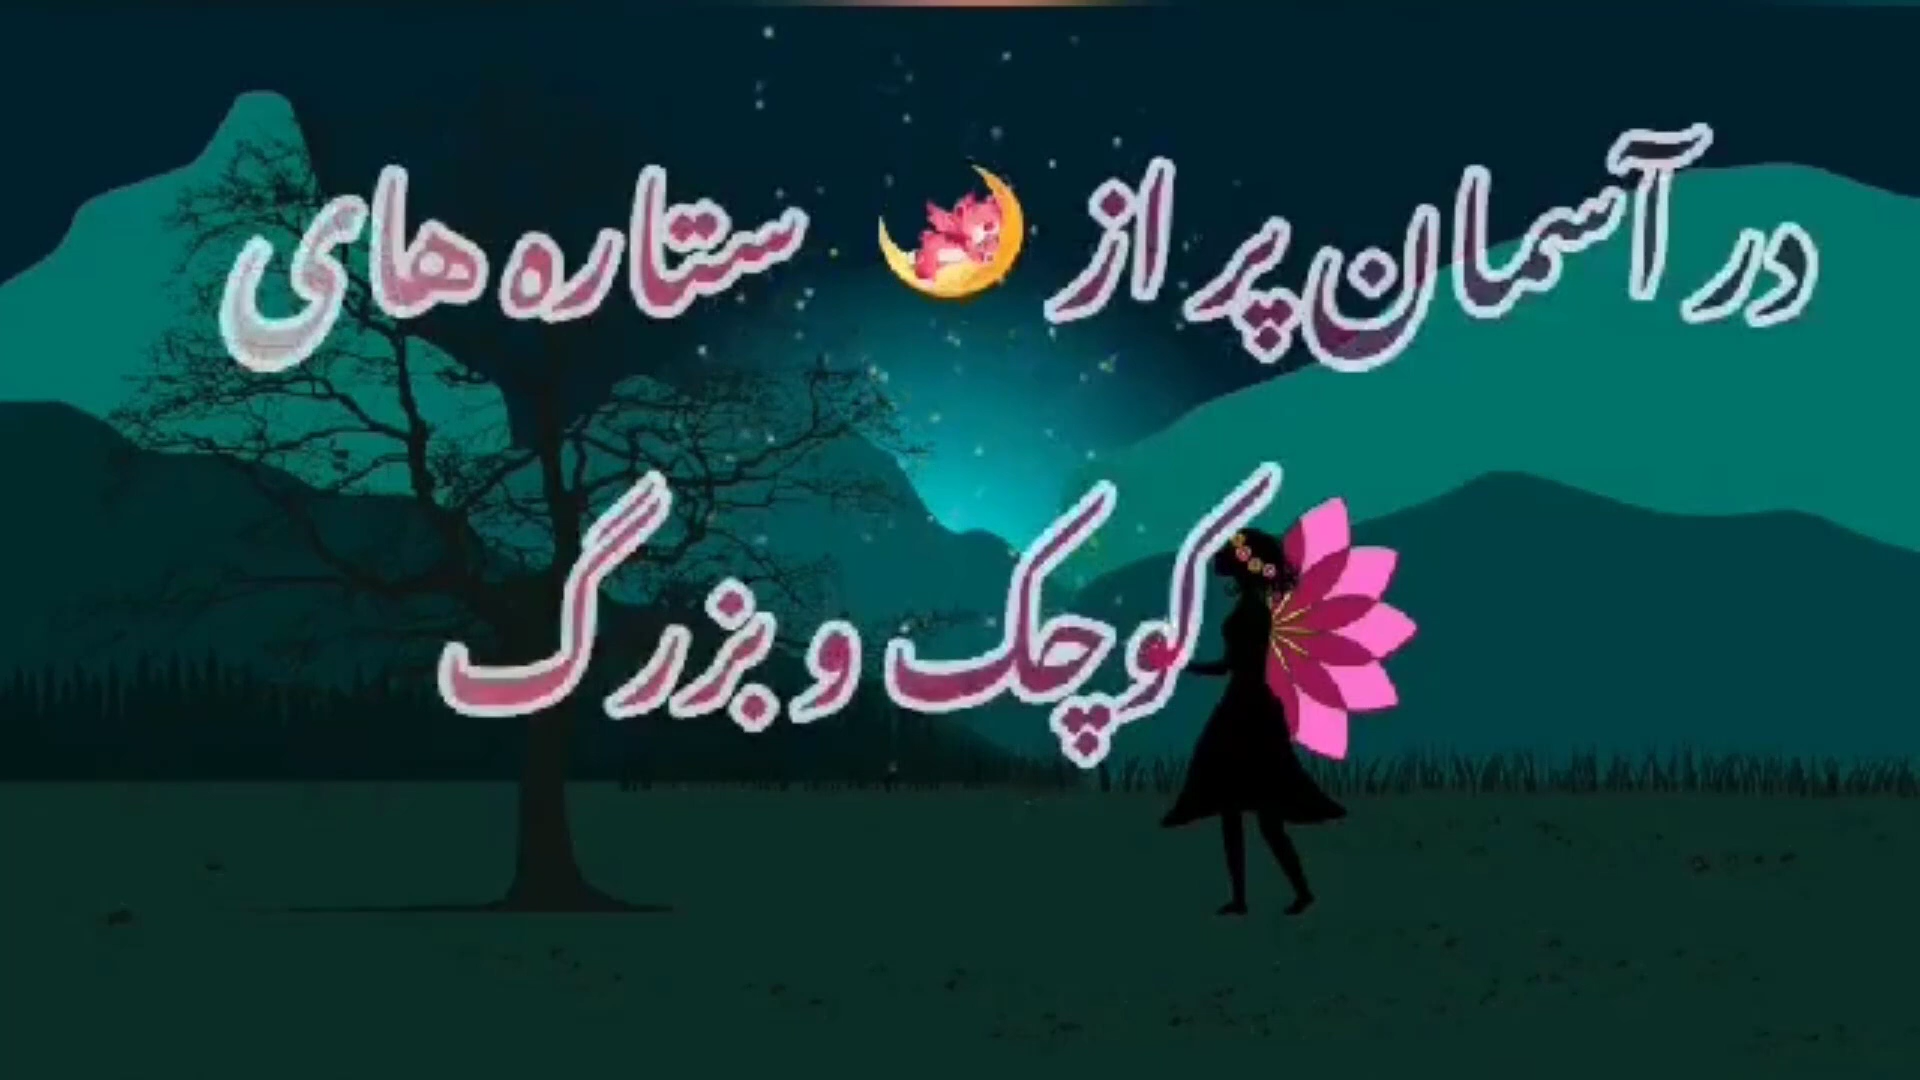 در آسمان پر از ستاره های
کوچک و بزرگ